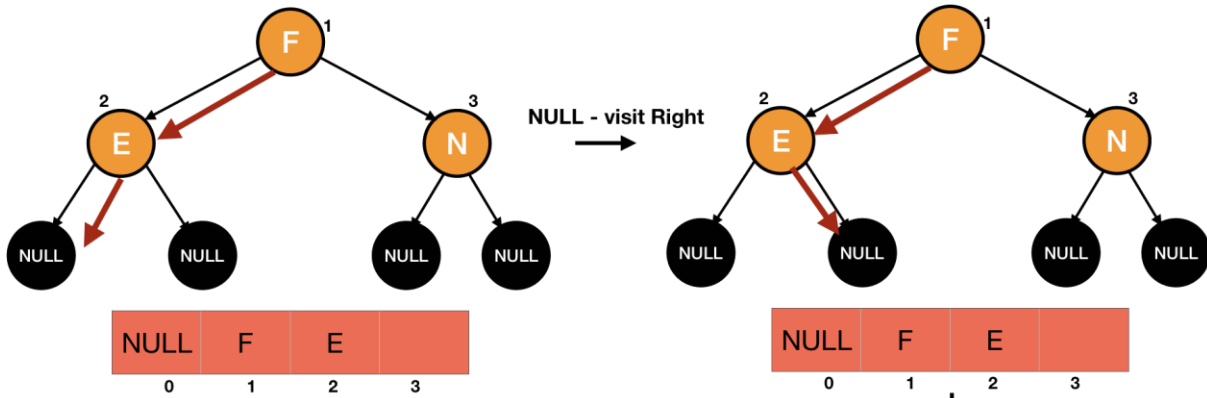 F 1
2 3
E N
NULL NULL NULL NULL
NULL F E
0 1 2 3
NULL - visit Right
F 1
2 3
E N
NULL NULL NULL NULL
NULL F E
0 1 2 3